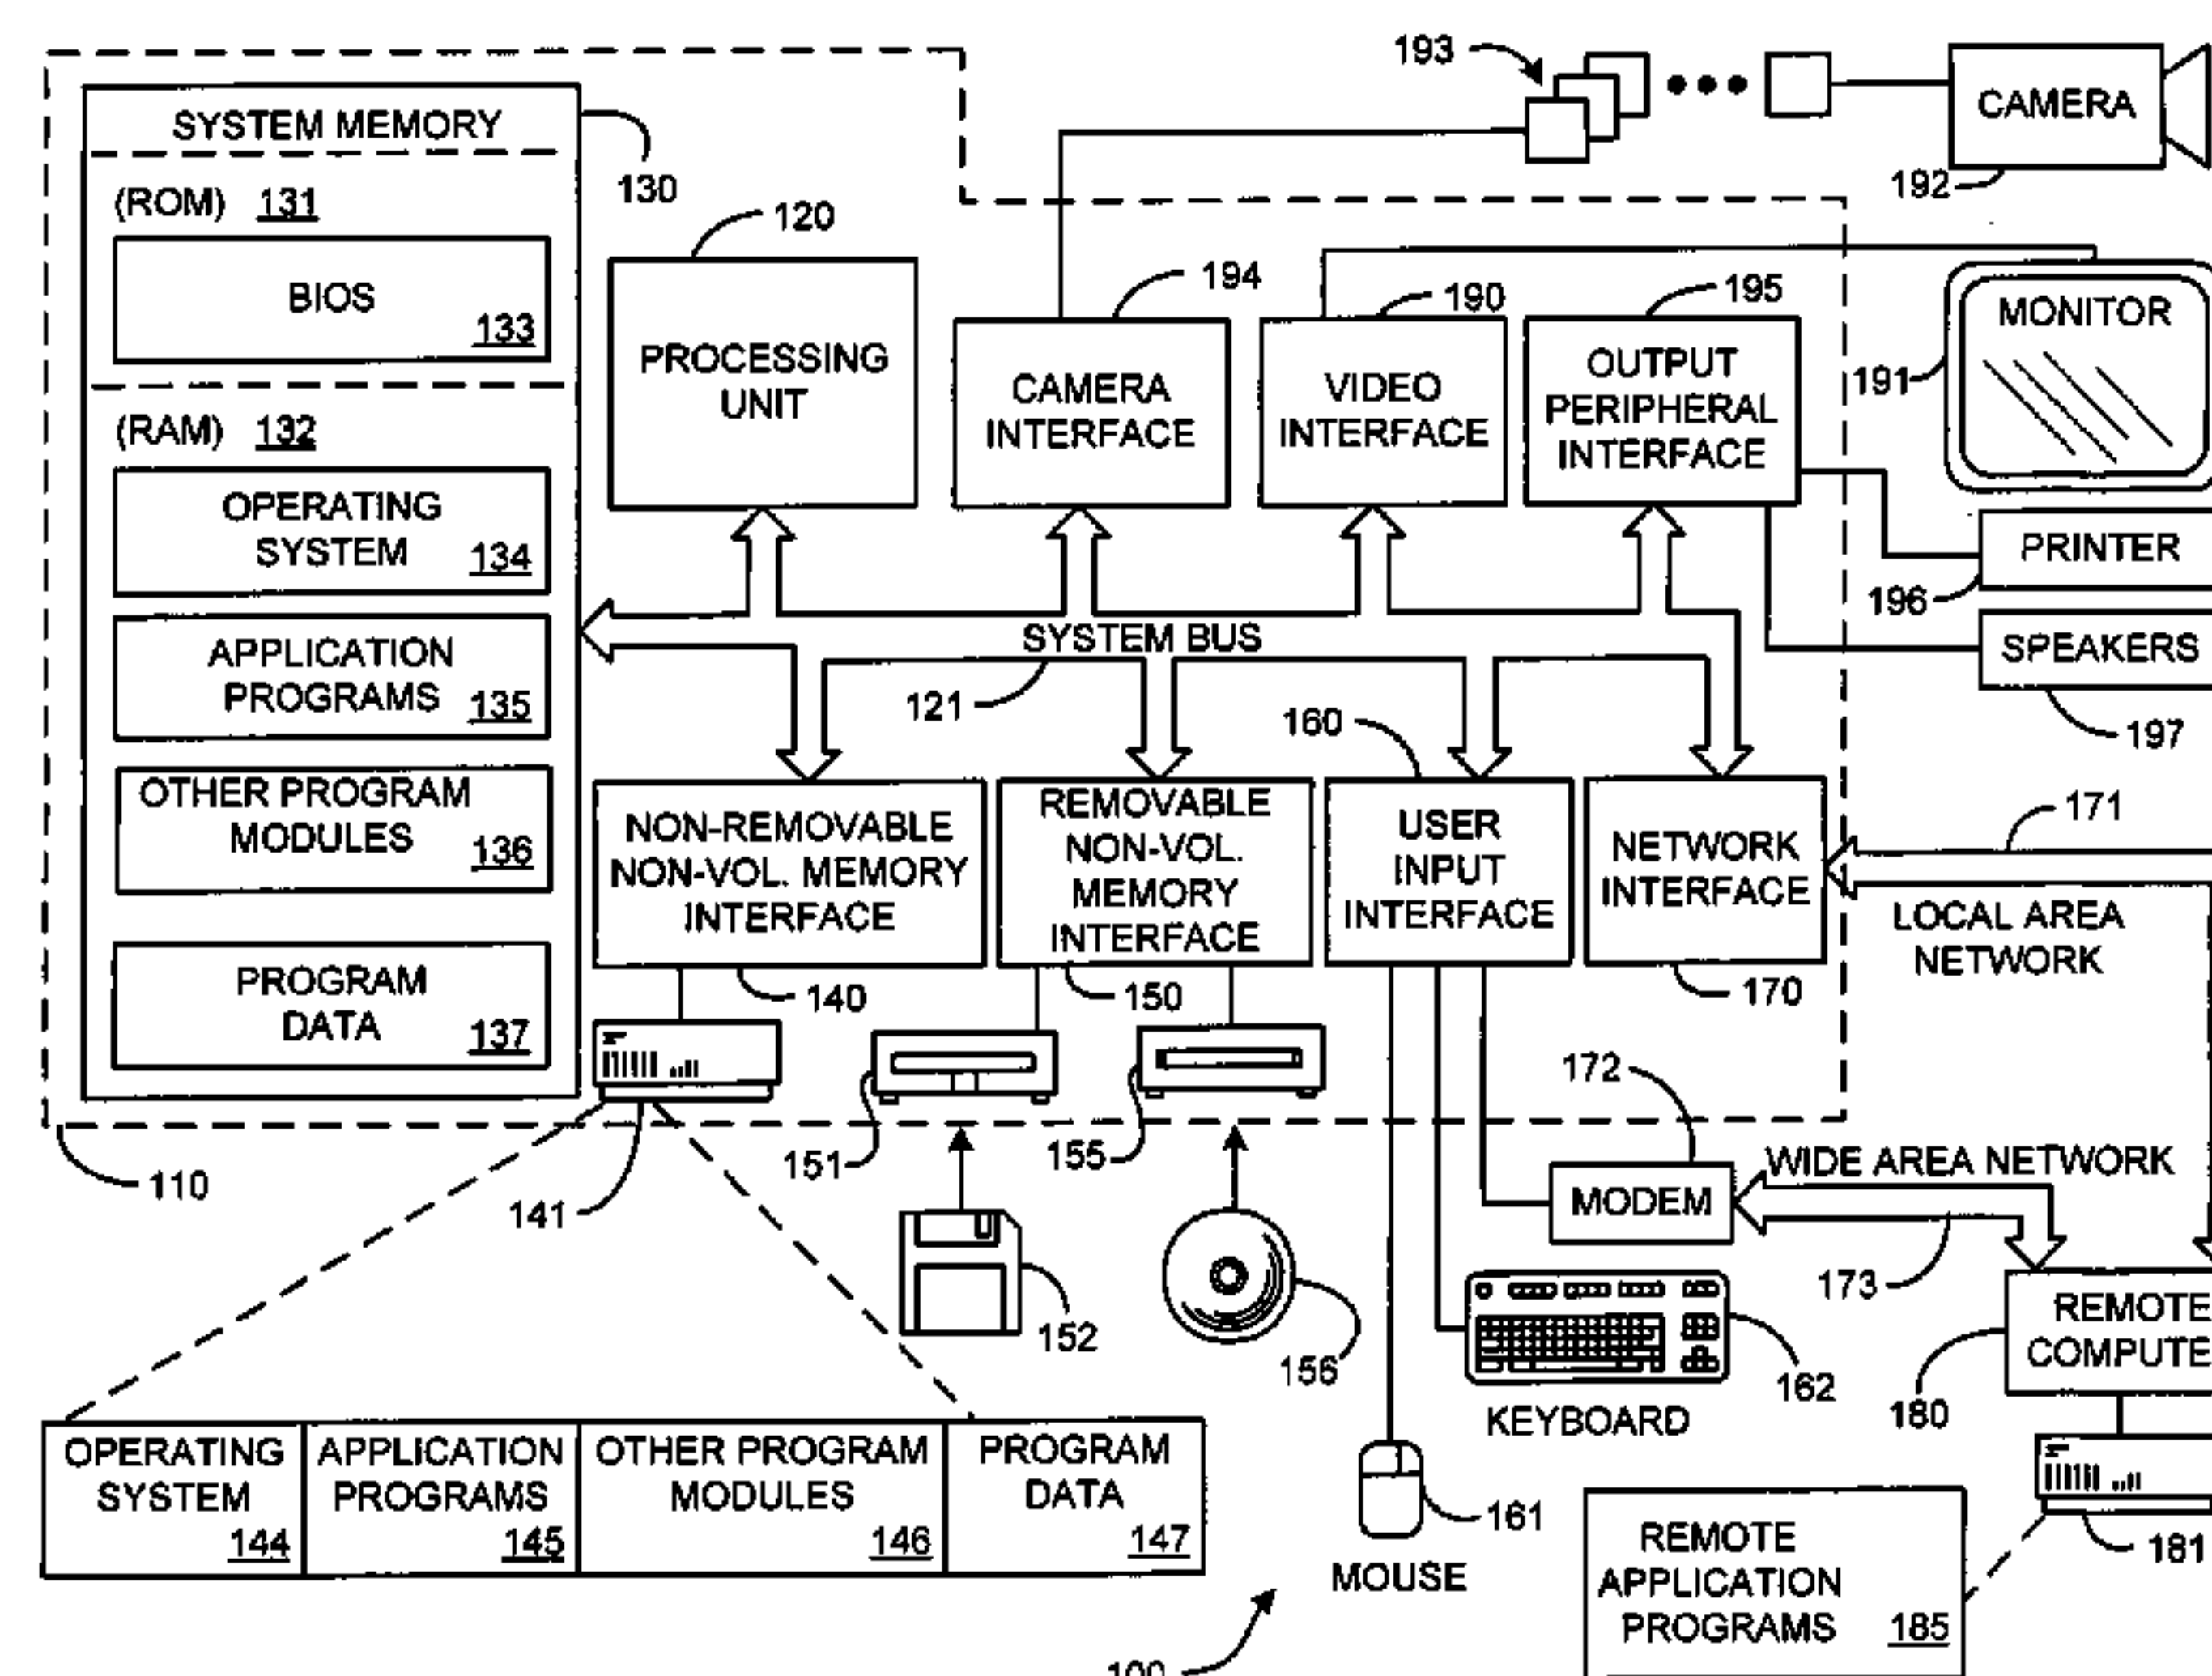 193
CAMERA
192
SYSTEM MEMORY
130
(ROM) 131
BIOS
133
120
PROCESSING
UNIT
194
CAMERA
INTERFACE
190
VIDEO
INTERFACE
195
OUTPUT
PERIPHERAL
INTERFACE
MONITOR
191
(RAM) 132
OPERATING
SYSTEM
134
PRINTER
196
APPLICATION
PROGRAMS
135
SYSTEM BUS
121
SPEAKERS
197
160
OTHER PROGRAM
MODULES
136
NON-REMOVABLE
NON-VOL. MEMORY
INTERFACE
140
REMOVABLE
NON-VOL.
MEMORY
INTERFACE
150
USER
INPUT
INTERFACE
NETWORK
INTERFACE
170
171
LOCAL AREA
NETWORK
PROGRAM
DATA
137
172
110
141
151
155
WIDE AREA NETWORK
MODEM
173
152
156
162
KEYBOARD
REMOTE
COMPUTE
180
OPERATING
SYSTEM
144
APPLICATION
PROGRAMS
145
OTHER PROGRAM
MODULES
146
PROGRAM
DATA
147
161
MOUSE
181
REMOTE
APPLICATION
PROGRAMS
185
100